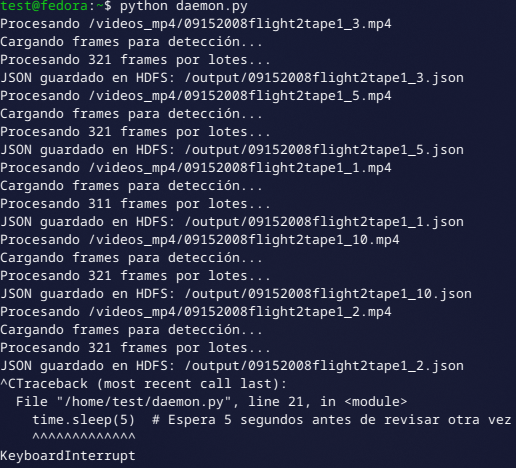 test@fedora:~$ python daemon.py
Procesando /videos_mp4/09152008flight2tape1_3.mp4
Cargando frames para detección...
Procesando 321 frames por lotes...
JSON guardado en HDFS: /output/09152008flight2tape1_3.json
Procesando /videos_mp4/09152008flight2tape1_5.mp4
Cargando frames para detección...
Procesando 321 frames por lotes...
JSON guardado en HDFS: /output/09152008flight2tape1_5.json
Procesando /videos_mp4/09152008flight2tape1_1.mp4
Cargando frames para detección...
Procesando 311 frames por lotes...
JSON guardado en HDFS: /output/09152008flight2tape1_1.json
Procesando /videos_mp4/09152008flight2tape1_10.mp4
Cargando frames para detección...
Procesando 321 frames por lotes...
JSON guardado en HDFS: /output/09152008flight2tape1_10.json
Procesando /videos_mp4/09152008flight2tape1_2.mp4
Cargando frames para detección...
Procesando 321 frames por lotes...
JSON guardado en HDFS: /output/09152008flight2tape1_2.json
^CTraceback (most recent call last):
  File "/home/test/daemon.py", line 21, in <module>
    time.sleep(5)  # Espera 5 segundos antes de revisar otra vez
    ^^^^^^^^^^^^^
KeyboardInterrupt